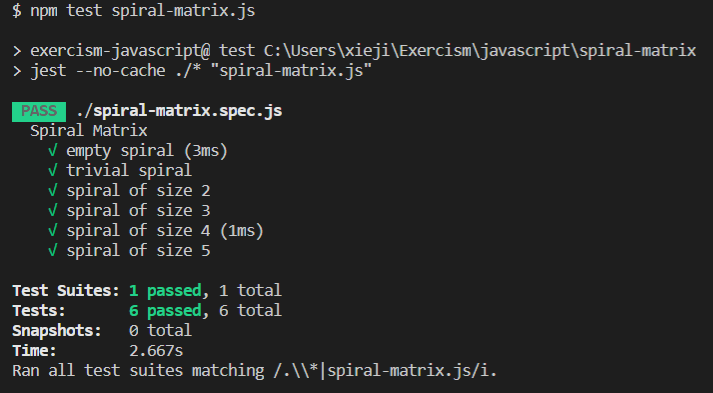 $ npm test spiral-matrix.js
> exercism-javascript@ test C:\Users\xieji\Exercism\javascript\spiral-matrix
> jest --no-cache ./* "spiral-matrix.js"
PASS ./spiral-matrix.spec.js
Spiral Matrix
√ empty spiral (3ms)
√ trivial spiral
√ spiral of size 2
√ spiral of size 3
√ spiral of size 4 (1ms)
√ spiral of size 5
Test Suites: 1 passed, 1 total
Tests: 6 passed, 6 total
Snapshots: 0 total
Time: 2.667s
Ran all test suites matching /.\\*|spiral-matrix.js/i.